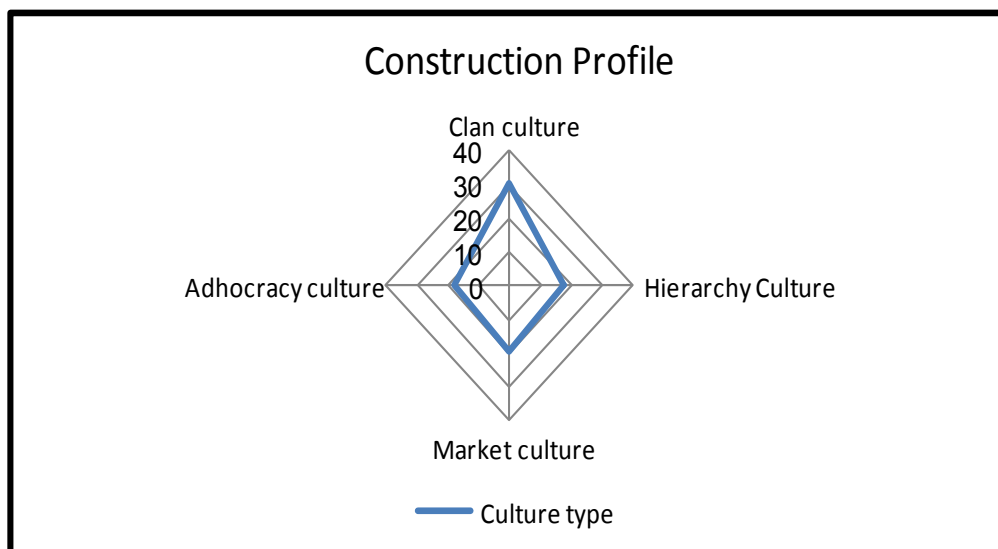 Construction Profile
Clan culture
40
30
20
10
0
Adhocracy culture
Hierarchy Culture
Market culture
Culture type